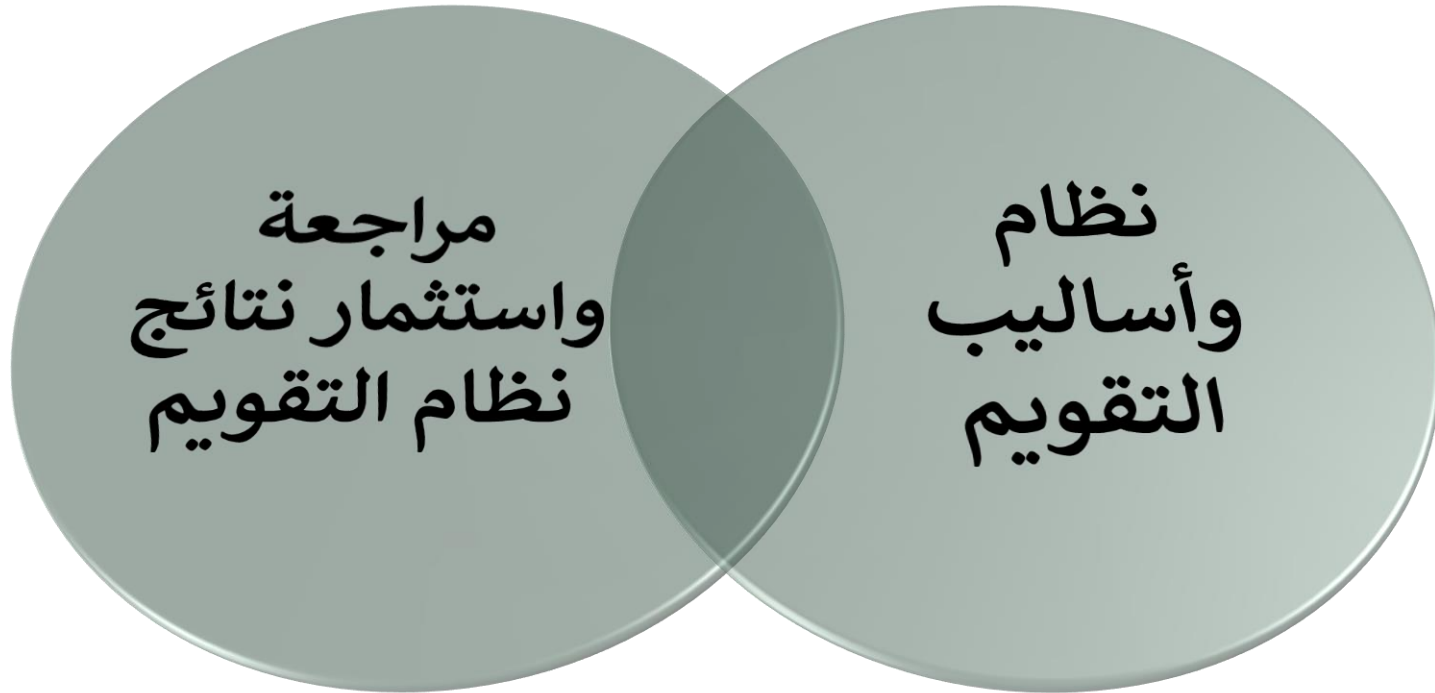 نظام
وأساليب
التقويم
مراجعة
واستثمار نتائج
نظام التقويم